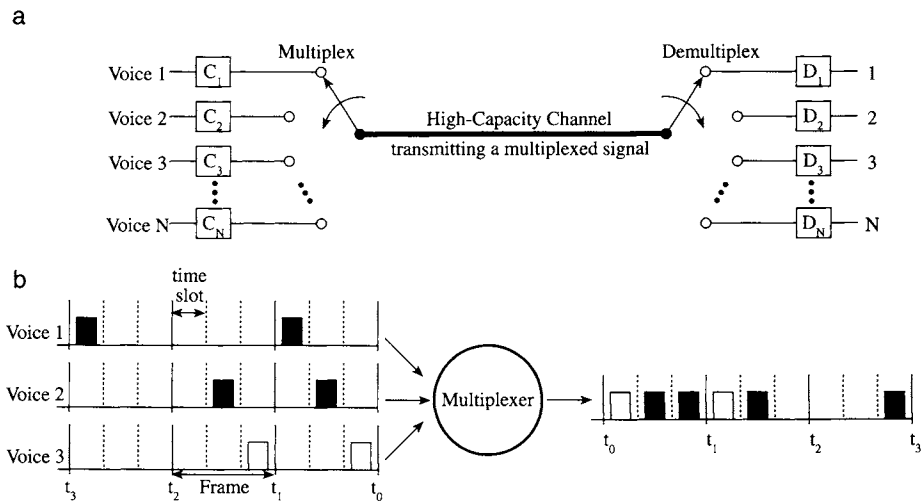 a
Multiplex
Demultiplex
Voice 1
C1
D1
1
Voice 2
C2
High-Capacity Channel
D2
2
Voice 3
C3
transmitting a multiplexed signal
D3
3
Voice N
CN
DN
N
b
time
slot
Voice 1
Voice 2
Multiplexer
Voice 3
t0
t1
t2
t3
Frame
t3
t2
t1
t0